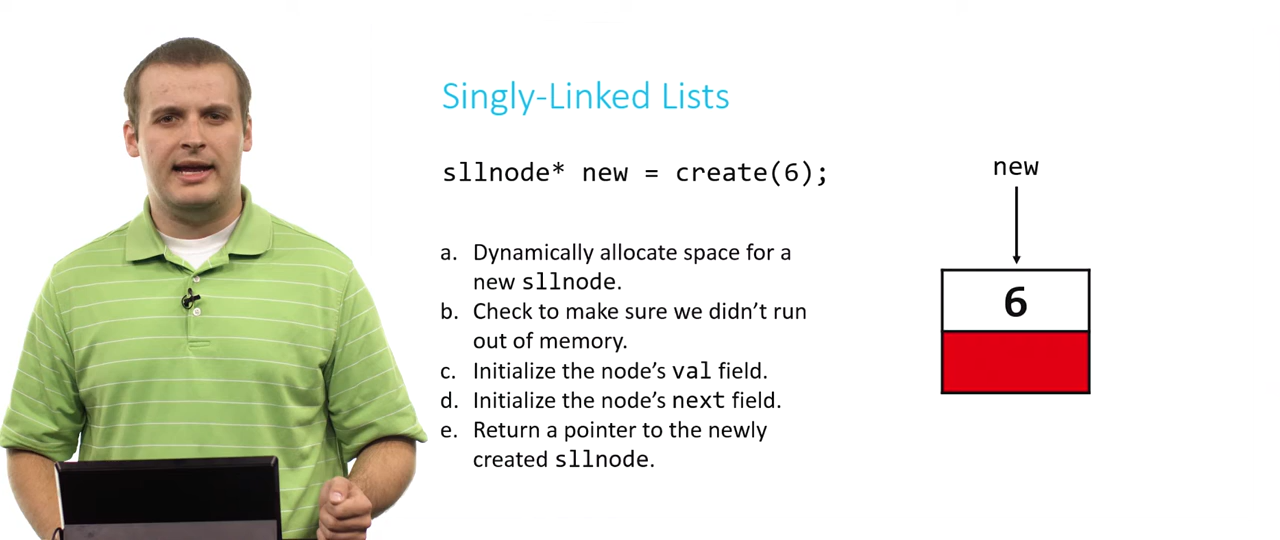 Singly-Linked Lists
sllnode* new = create(6);
a. Dynamically allocate space for a
new sllnode.
b. Check to make sure we didn’t run
out of memory.
c. Initialize the node’s val field.
d. Initialize the node’s next field.
e. Return a pointer to the newly
created sllnode.
new
6